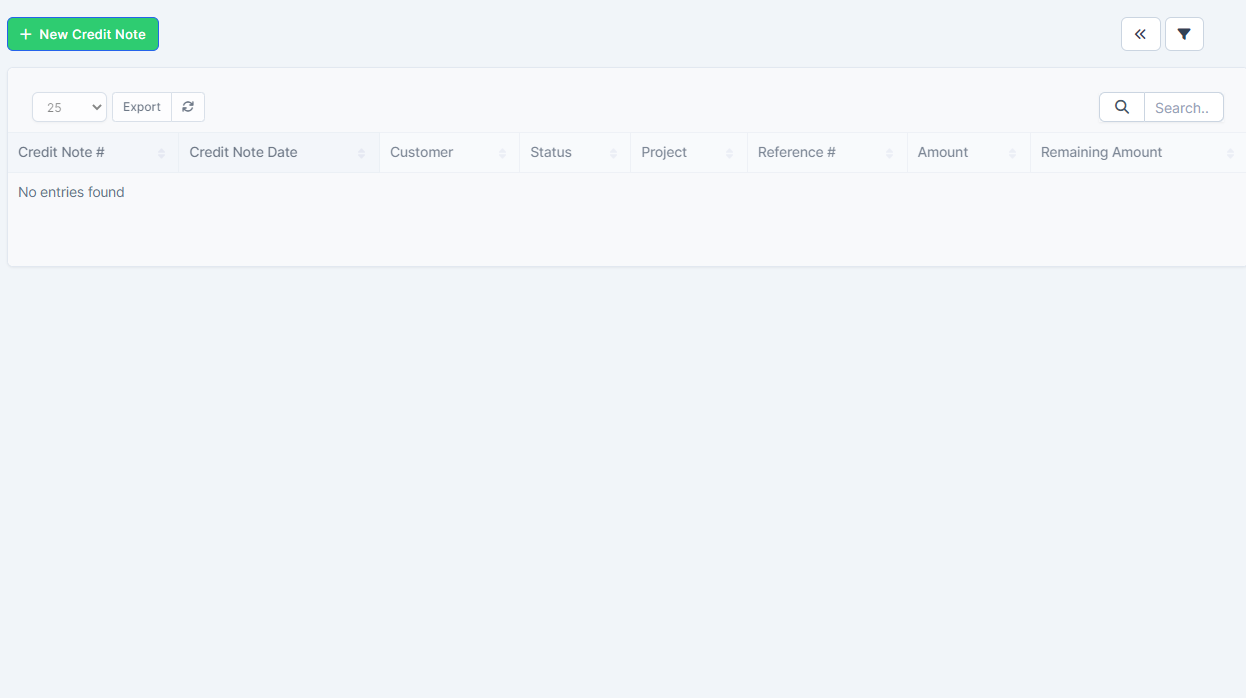 New Credit Note
25 Export Search..
Credit Note # Credit Note Date Customer Status Project Reference # Amount Remaining Amount
No entries found